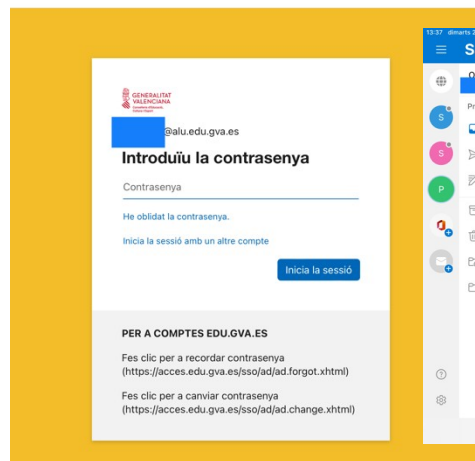 GENERALITAT
VALENCIANA
@alu.edu.gva.es
Introduïu la contrasenya
Contrasenya
He oblidat la contrasenya.
Inicia la sessió amb un altre compte
Inicia la sessió
PER A COMPTES EDU.GVA.ES
Fes clic per a recordar contrasenya
(https://acces.edu.gva.es/sso/ad/ad.forgot.xhtml)
Fes clic per a canviar contrasenya
(https://acces.edu.gva.es/sso/ad/ad.change.xhtml)
13:37 dimarts 2
S
S
S
P